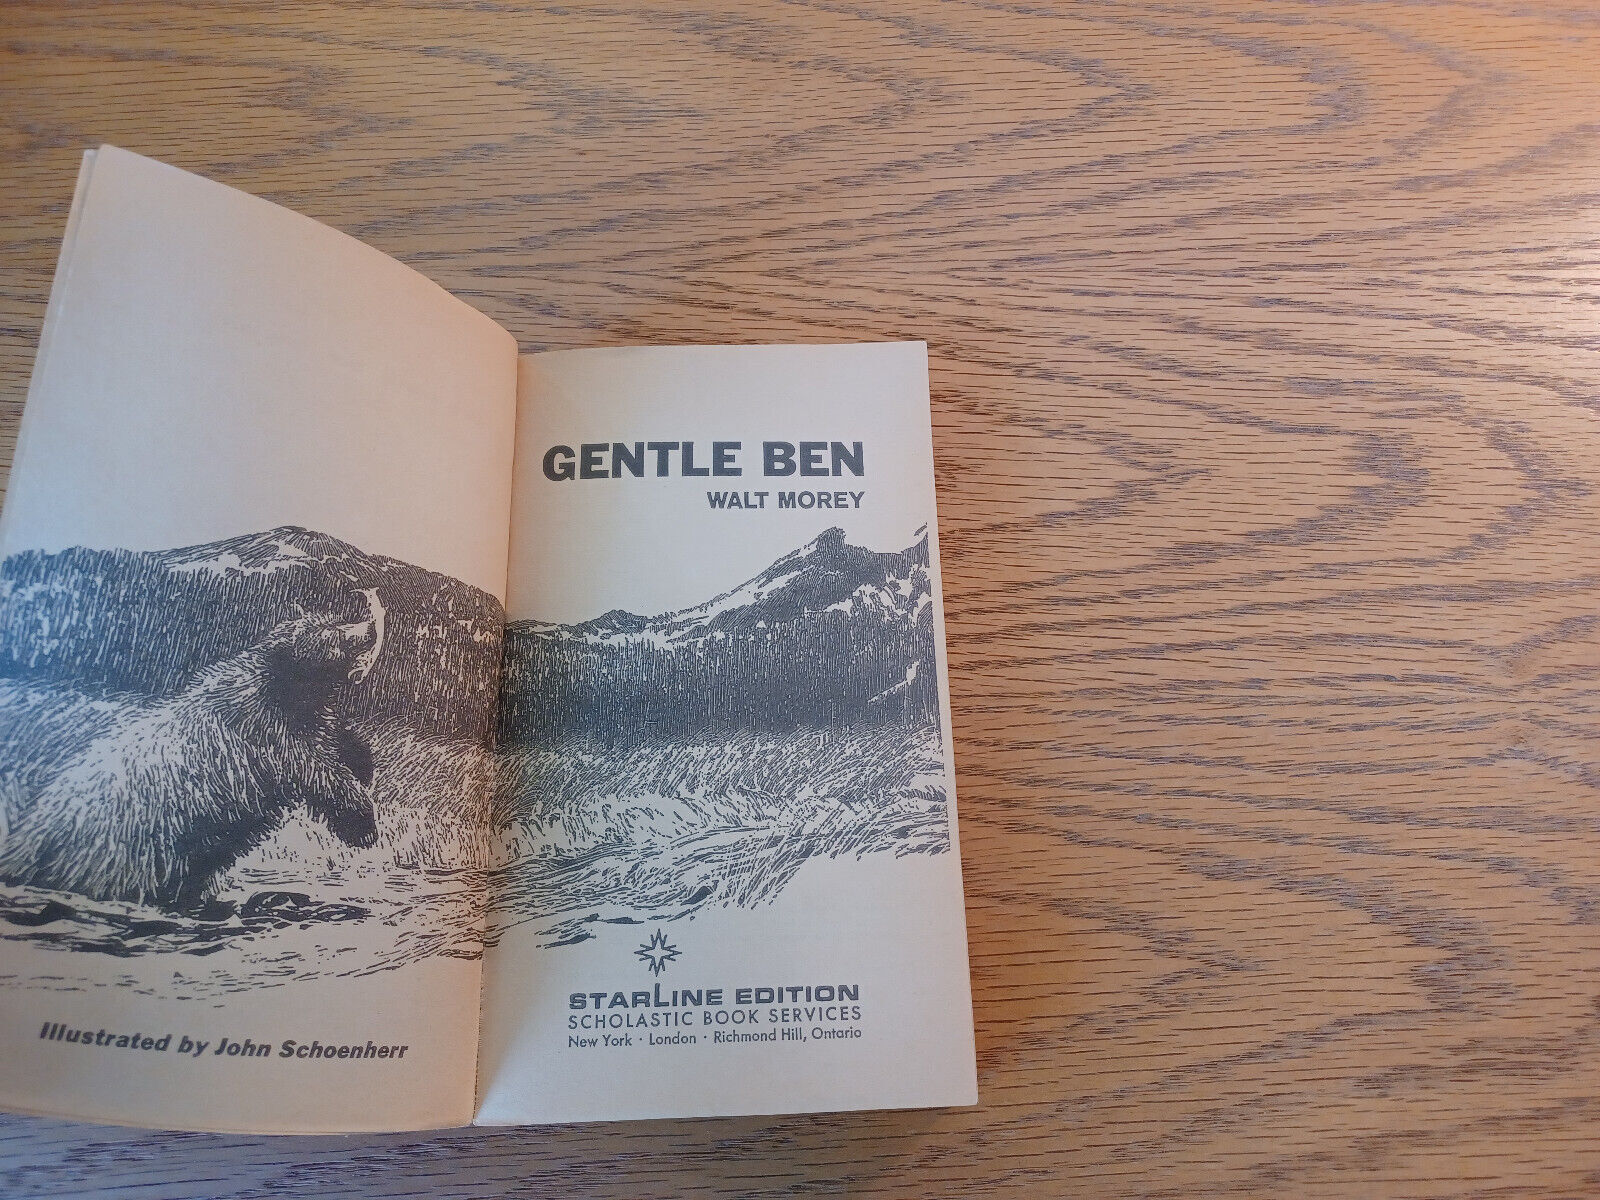 Illustrated by John Schoenherr
GENTLE BEN
WALT MOREY
STARLINE EDITION
SCHOLASTIC BOOK SERVICES
New York · London · Richmond Hill, Ontario